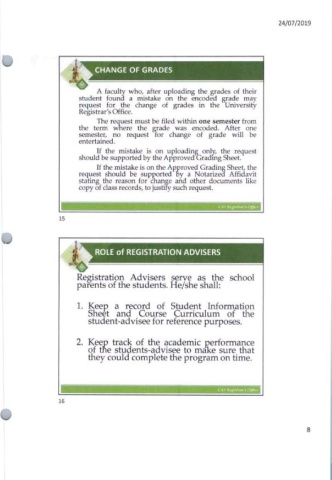 24/07/2019
CHANGE OF GRADES
A faculty who, after uploading the grades of their
student found a mistake on the encoded grade may
request for the change of grades in the University
Registrar's Office.
The request must be filed within one semester from
the term where the grade was encoded. After one
semester, no request for change of grade will be
entertained.
If the mistake is on uploading only, the request
should be supported by the Approved Grading Sheet.
If the mistake is on the Approved Grading Sheet, the
request should be supported by a Notarized Affidavit
stating the reason for change and other documents like
copy of class records, to justify such request.
Registrar's Office
15
ROLE of REGISTRATION ADVISERS
Registration Advisers serve as the school
parents of the students. He/she shall:
1. Keep a record of Student Information
Sheet and Course Curriculum of the
student-advisee for reference purposes.
2. Keep track of the academic performance
of the students-advisee to make sure that
they could complete the program on time.
Registrar's Office
16
8